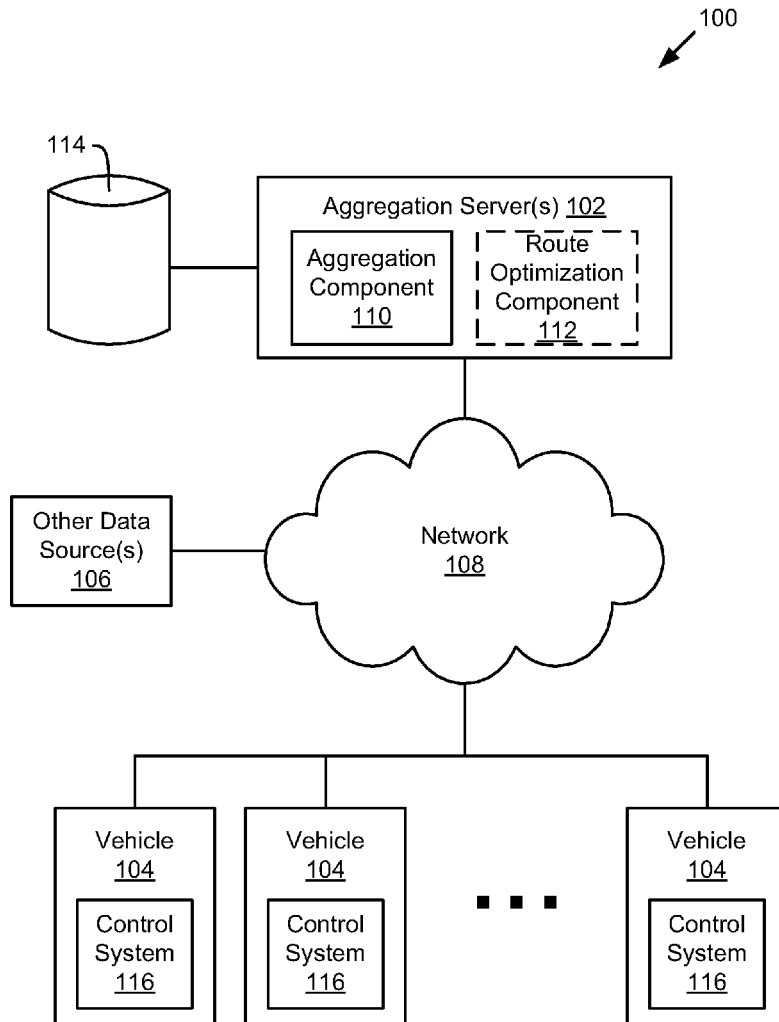 100
114
Aggregation Server(s) 102
Aggregation
Component
110
Route
Optimization
Component
112
Other Data
Source(s)
106
Network
108
Vehicle
104
Control
System
116
Vehicle
104
Control
System
116
Vehicle
104
Control
System
116